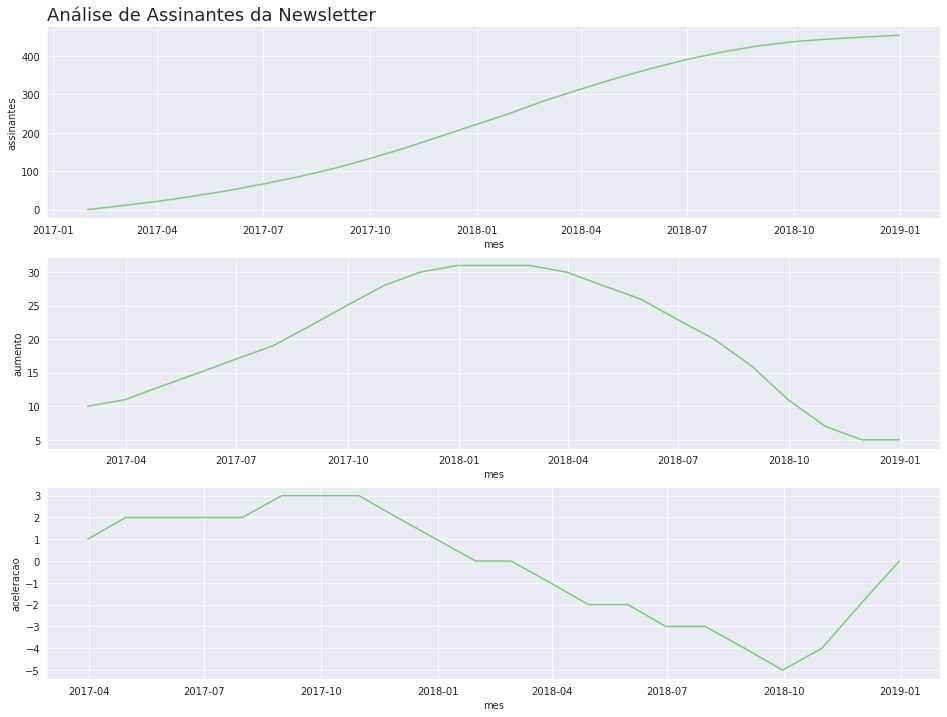 Análise de Assinantes da Newsletter
400
300
200
100
0
assinantes
2017-01 2017-04 2017-07 2017-10 2018-01 2018-04 2018-07 2018-10 2019-01
mes
30
25
20
15
10
5
aumento
2017-04 2017-07 2017-10 2018-01 2018-04 2018-07 2018-10 2019-01
mes
3
2
1
0
−1
−2
−3
−4
−5
aceleracao
2017-04 2017-07 2017-10 2018-01 2018-04 2018-07 2018-10 2019-01
mes